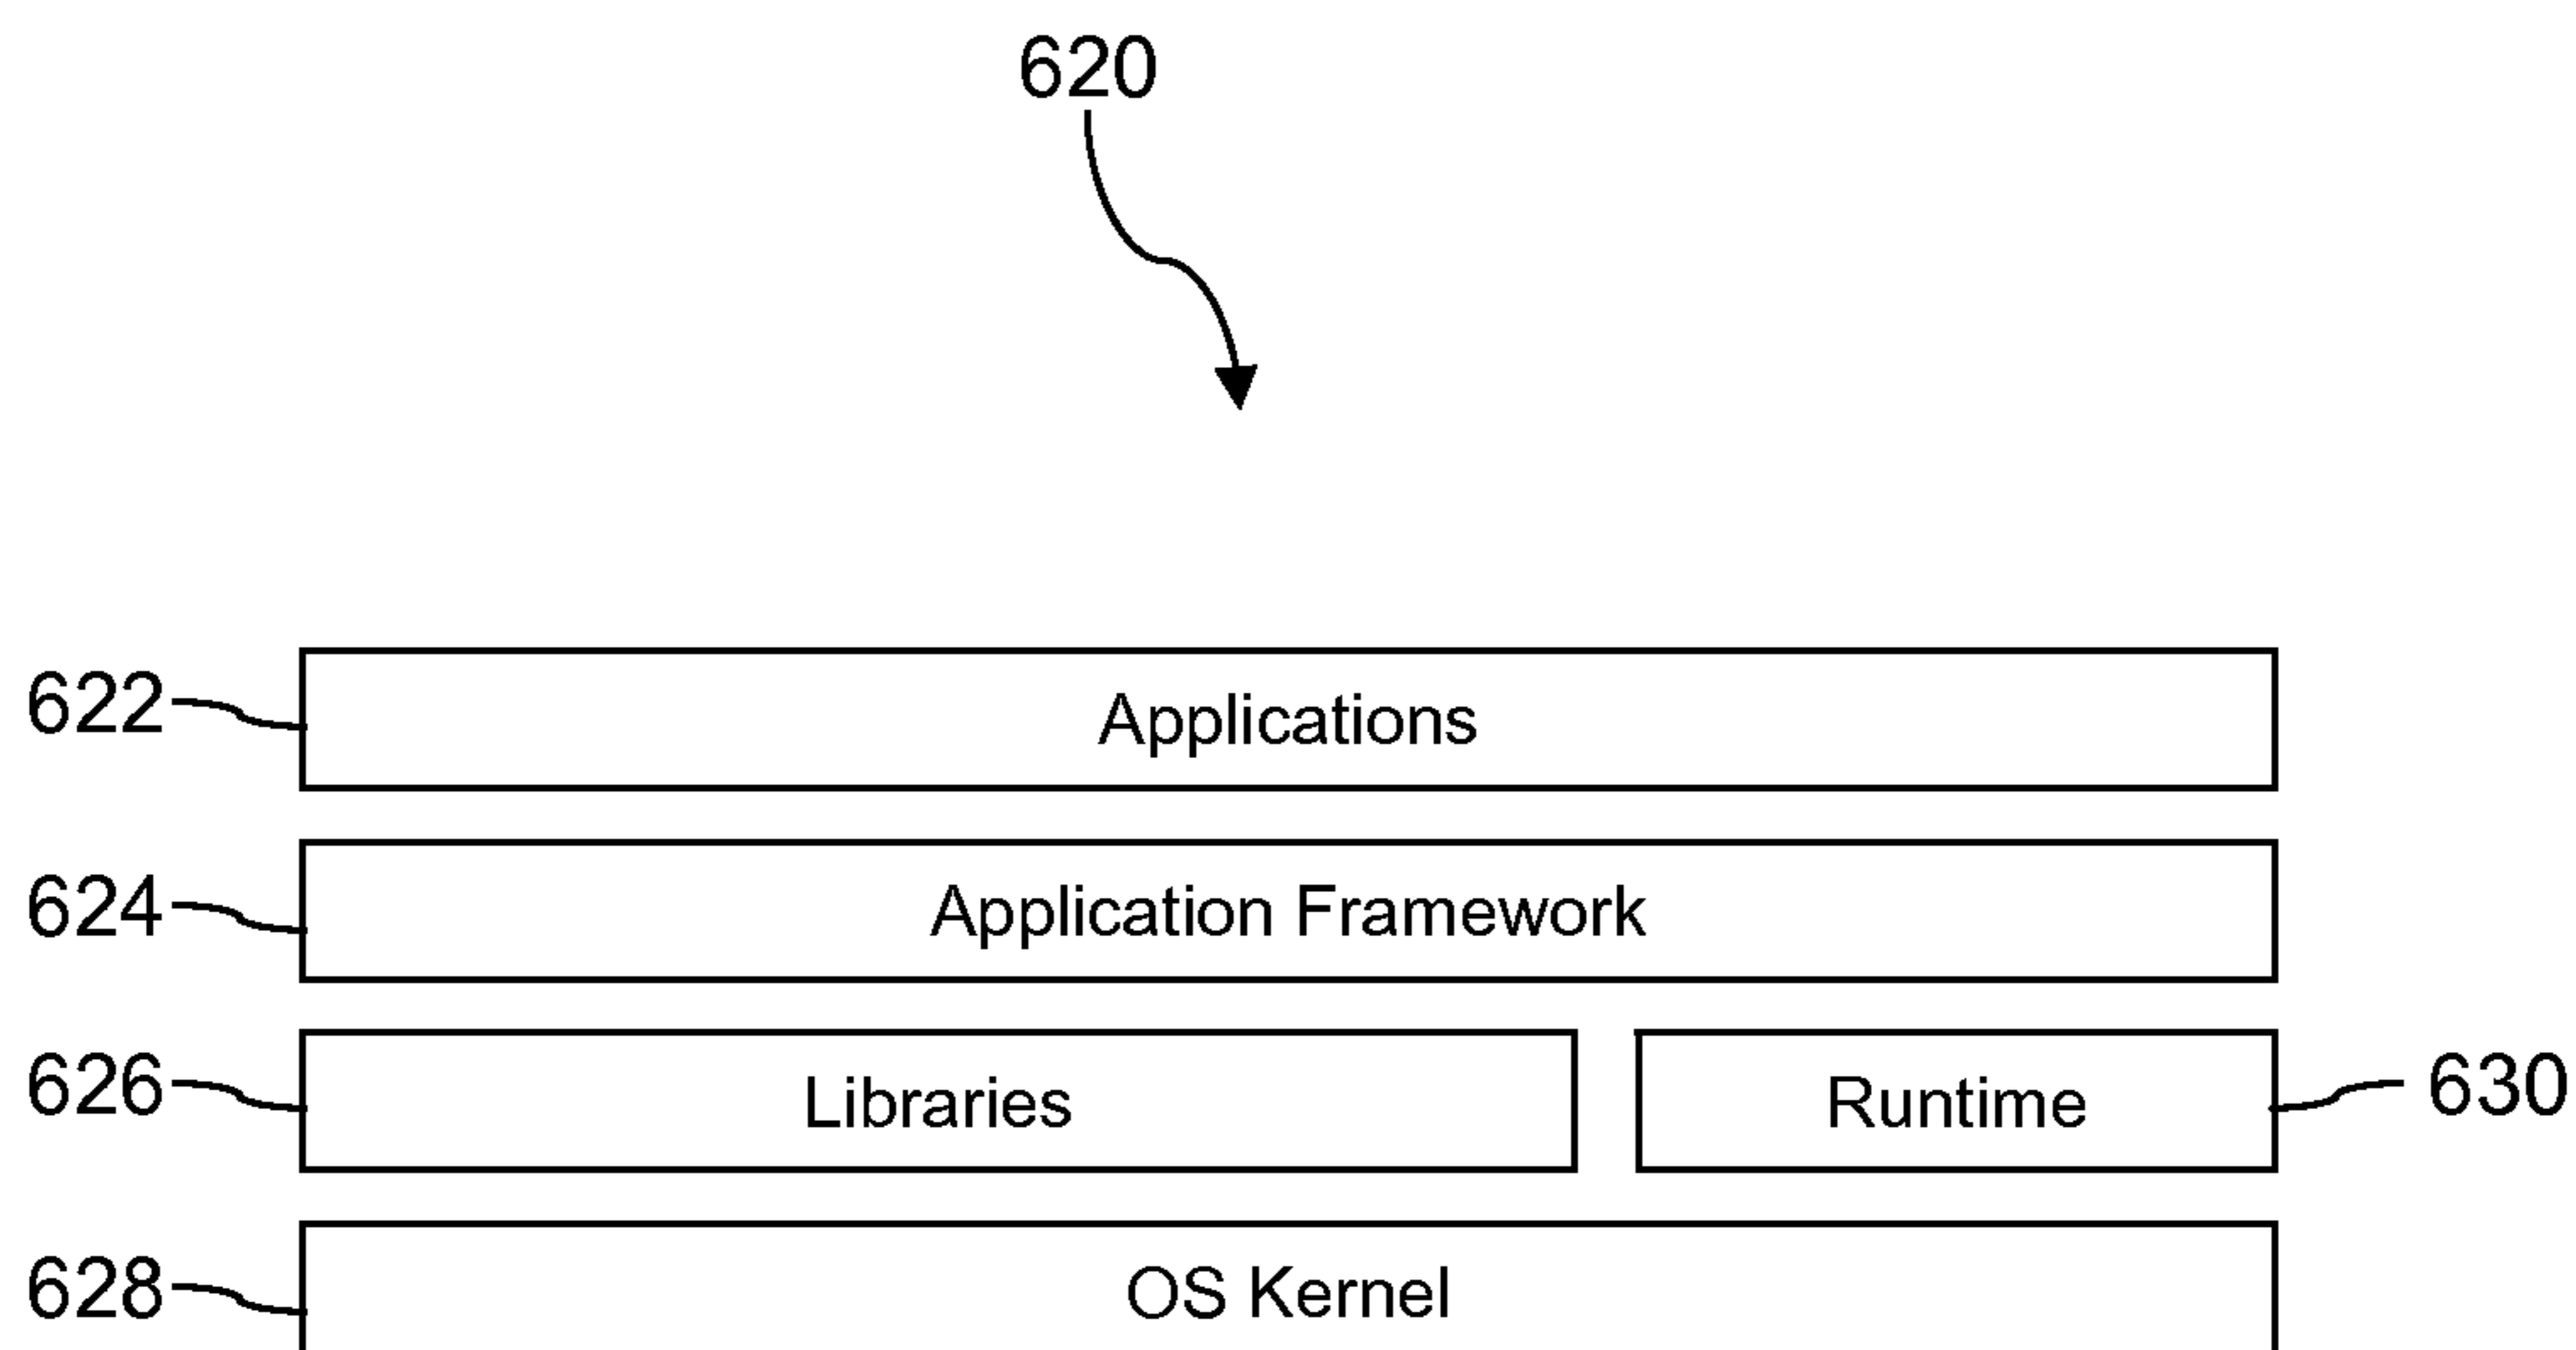 620
622 Applications
624 Application Framework
626 Libraries Runtime 630
628 OS Kernel